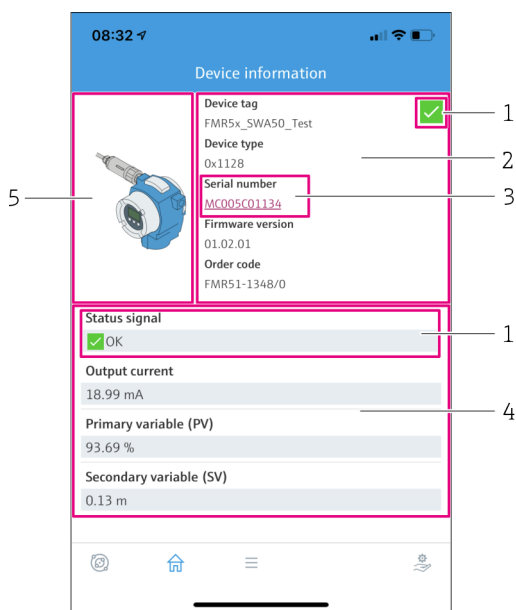 08:32
Device information
Device tag
FMR5x_SWA50_Test
Device type
0x1128
Serial number
MC005C01134
Firmware version
01.02.01
Order code
FMR51-1348/0
1
2
3
5
Status signal
OK
1
Output current
18.99 mA
4
Primary variable (PV)
93.69 %
Secondary variable (SV)
0.13 m